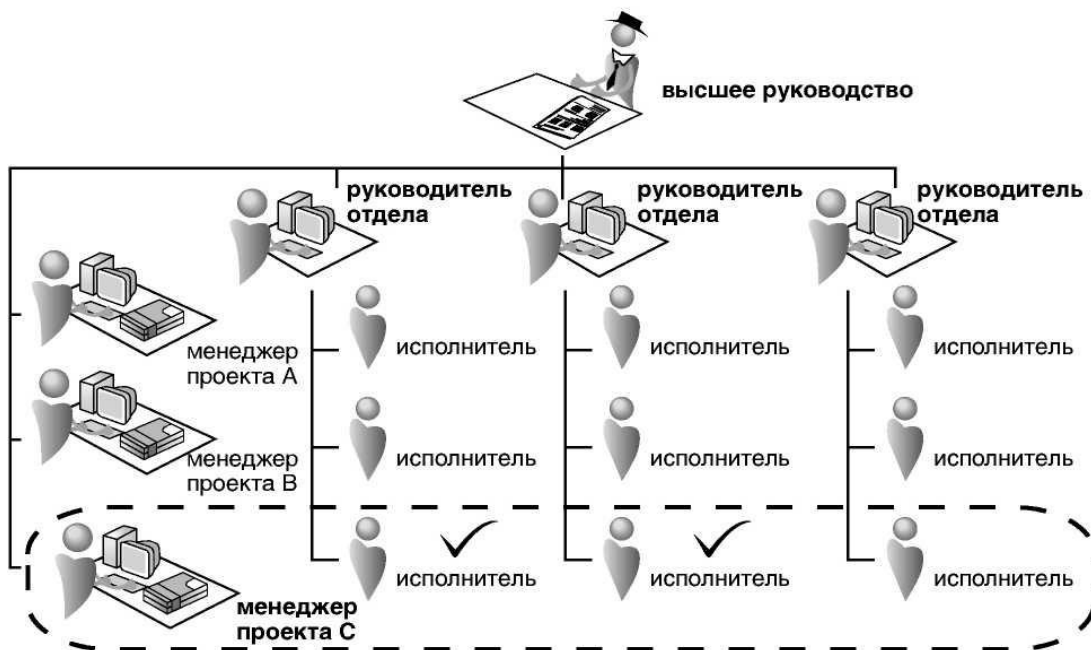 высшее руководство
руководитель
отдела
руководитель
отдела
руководитель
отдела
менеджер
проекта А
исполнитель
исполнитель
исполнитель
менеджер
проекта В
исполнитель
исполнитель
исполнитель
менеджер
проекта С
исполнитель
исполнитель
исполнитель